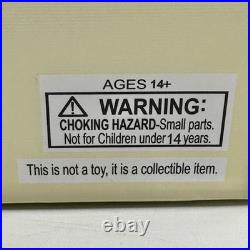 AGES 14+
WARNING:
CHOKING HAZARD-Small parts.
Not for Children under 14 years.
This is not a toy, it is a collectible item.